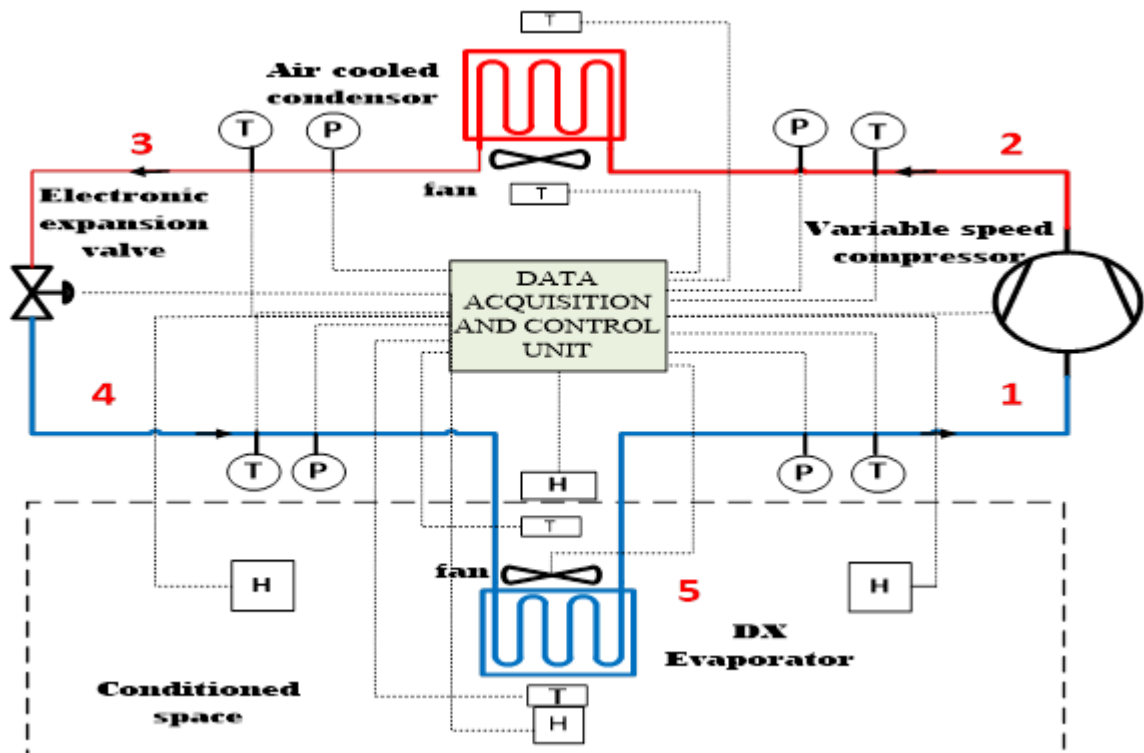 T
Air cooled
condensor
3
T
P
P
T
2
fan
T
Electronic
expansion
valve
Variable speed
compressor
DATA
ACQUISITION
AND CONTROL
UNIT
4
1
T
P
P
T
H
T
H
fan
5
H
DX
Evaporator
Conditioned
space
T
H